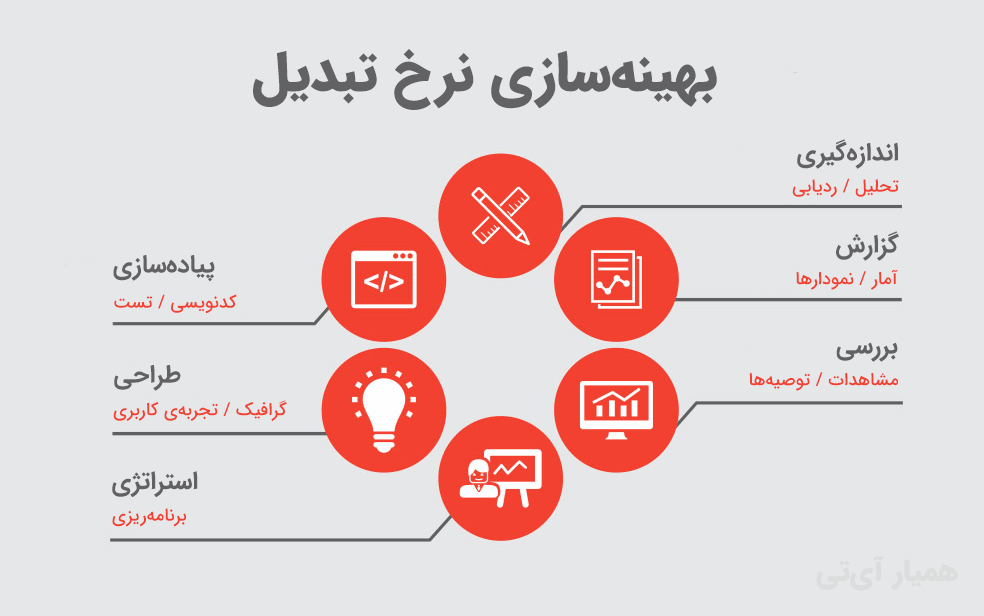 بهینه‌سازی نرخ تبدیل
اندازه‌گیری
تحلیل / ردیابی
گزارش
آمار / نمودارها
بررسی
مشاهدات / توصیه‌ها
استراتژی
برنامه‌ریزی
طراحی
گرافیک / تجربه‌ی کاربری
پیاده‌سازی
کدنویسی / تست
</>
همیار آی‌تی